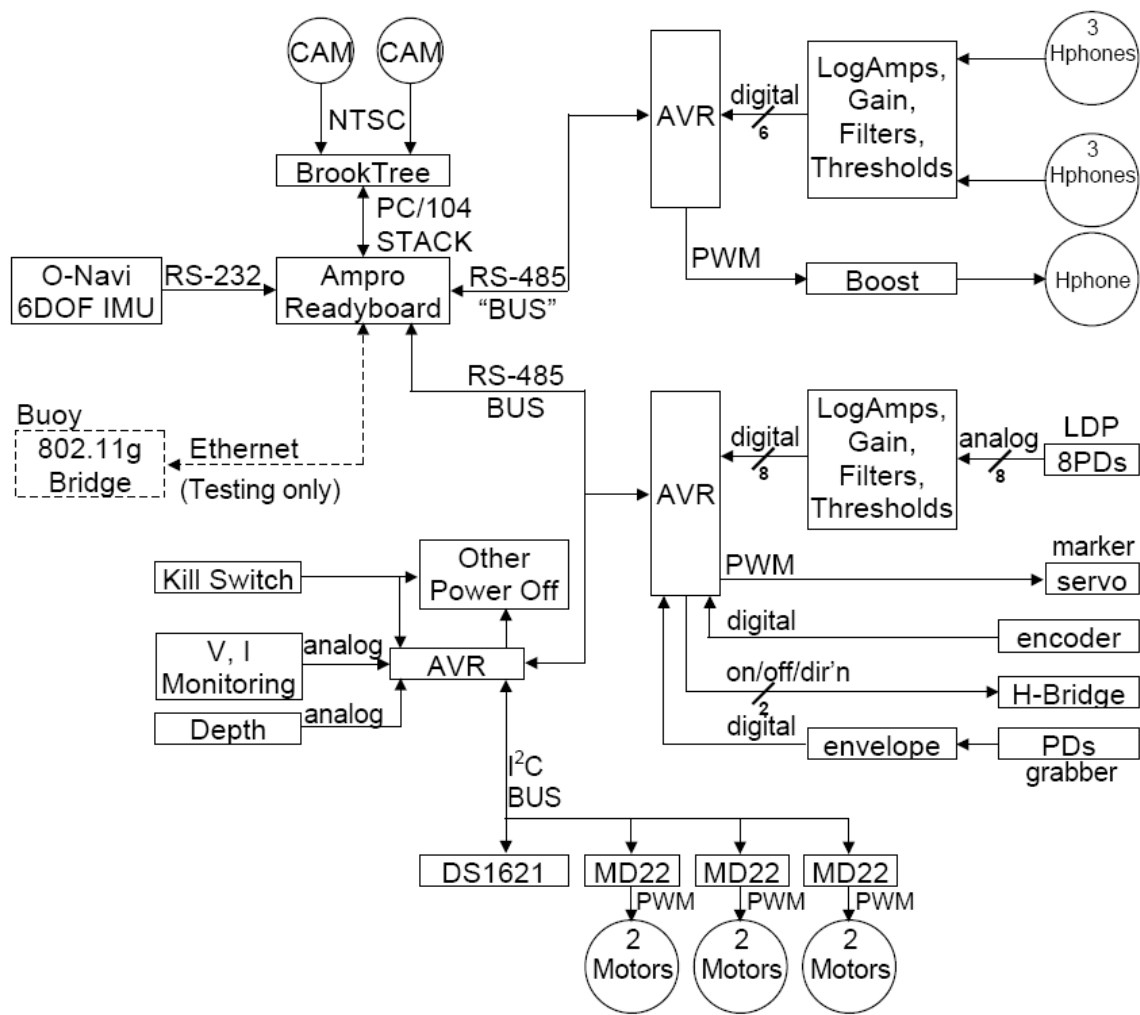 CAM
CAM
NTSC
BrookTree
PC/104
STACK
O-Navi
6DOF IMU
RS-232
Ampro
Readyboard
RS-485
“BUS”
RS-485
BUS
Buoy
802.11g
Bridge
Ethernet
(Testing only)
AVR
digital
6
LogAmps,
Gain,
Filters,
Thresholds
3
Hphones
3
Hphones
PWM
Boost
Hphone
AVR
digital
8
LogAmps,
Gain,
Filters,
Thresholds
analog
8
LDP
8PDs
PWM
marker
servo
digital
encoder
on/off/dir’n
2
H-Bridge
digital
envelope
PDs
grabber
Kill Switch
Other
Power Off
V, I
Monitoring
analog
AVR
Depth
analog
I²C
BUS
DS1621
MD22
MD22
MD22
PWM
PWM
PWM
2
Motors
2
Motors
2
Motors